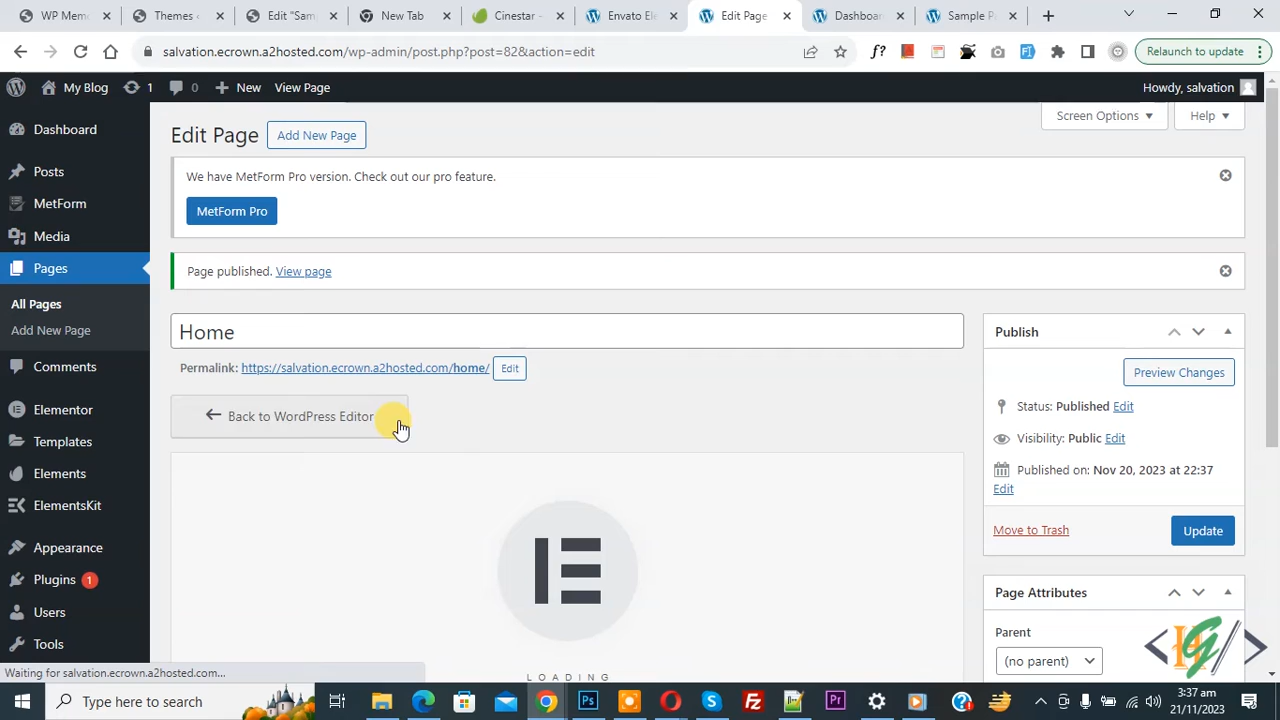 WP Memo
Themes ‹
Edit "Sam
New Tab
Cinestar -
Envato Ele
Edit Page
Dashboar
Sample P
salvation.ecrown.a2hosted.com/wp-admin/post.php?post=82&action=edit
f?
Relaunch to update
My Blog
1
0
New
View Page
Howdy, salvation
Dashboard
Posts
MetForm
Media
Pages
All Pages
Add New Page
Comments
Elementor
Templates
Elements
ElementsKit
Appearance
Plugins 1
Users
Tools
Edit Page
Add New Page
Screen Options
Help
We have MetForm Pro version. Check out our pro feature.
MetForm Pro
Page published. View page
Home
Permalink: https://salvation.ecrown.a2hosted.com/home/ Edit
Back to WordPress Editor
LOADING
Publish
Preview Changes
Status: Published Edit
Visibility: Public Edit
Published on: Nov 20, 2023 at 22:37
Edit
Move to Trash
Update
Page Attributes
Parent
(no parent)
Waiting for salvation.ecrown.a2hosted.com...
Type here to search
3:37 am
21/11/2023